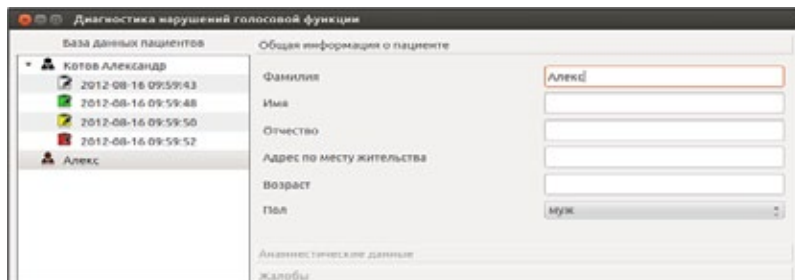 Диагностика нарушений голосовой функции
База данных пациентов
Котов Александр
2012-08-16 09:59:43
2012-08-16 09:59:48
2012-08-16 09:59:50
2012-08-16 09:59:52
Алекс
Общая информация о пациенте
Фамилия
Алекс
Имя
Отчество
Адрес по месту жительства
Возраст
Пол
муж
Анамнестические данные
Жалобы